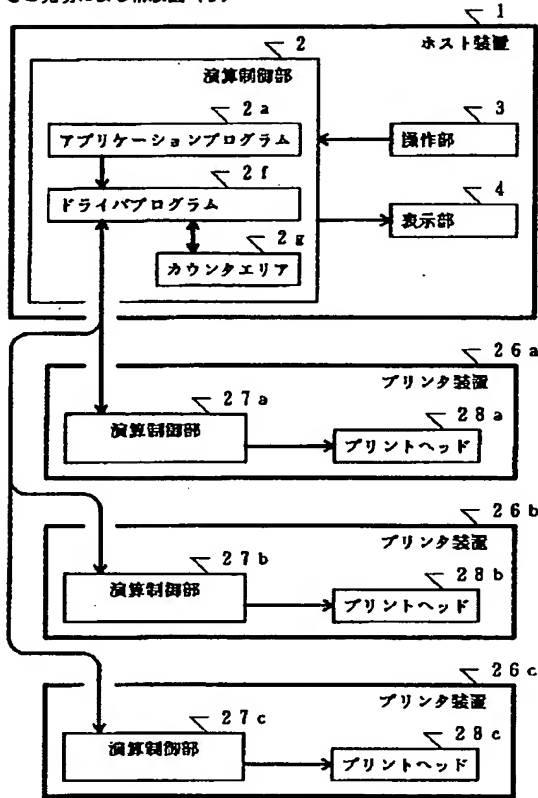 1
ホスト装置
2
演算制御部
2a
アプリケーションプログラム
3
操作部
2f
ドライバプログラム
4
表示部
2g
カウンタエリア
26a
プリンタ装置
27a
演算制御部
28a
プリントヘッド
26b
プリンタ装置
27b
演算制御部
28b
プリントヘッド
26c
プリンタ装置
27c
演算制御部
28c
プリントヘッド